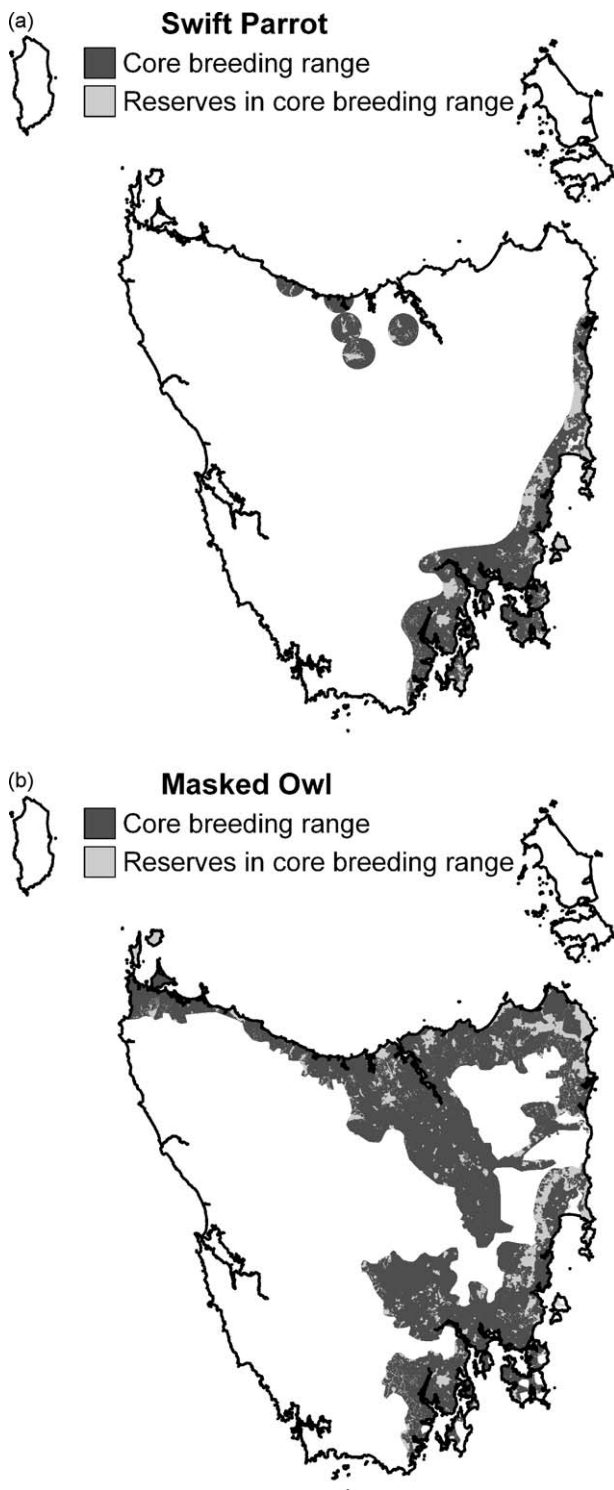 (a)
Swift Parrot
Core breeding range
Reserves in core breeding range
(b)
Masked Owl
Core breeding range
Reserves in core breeding range